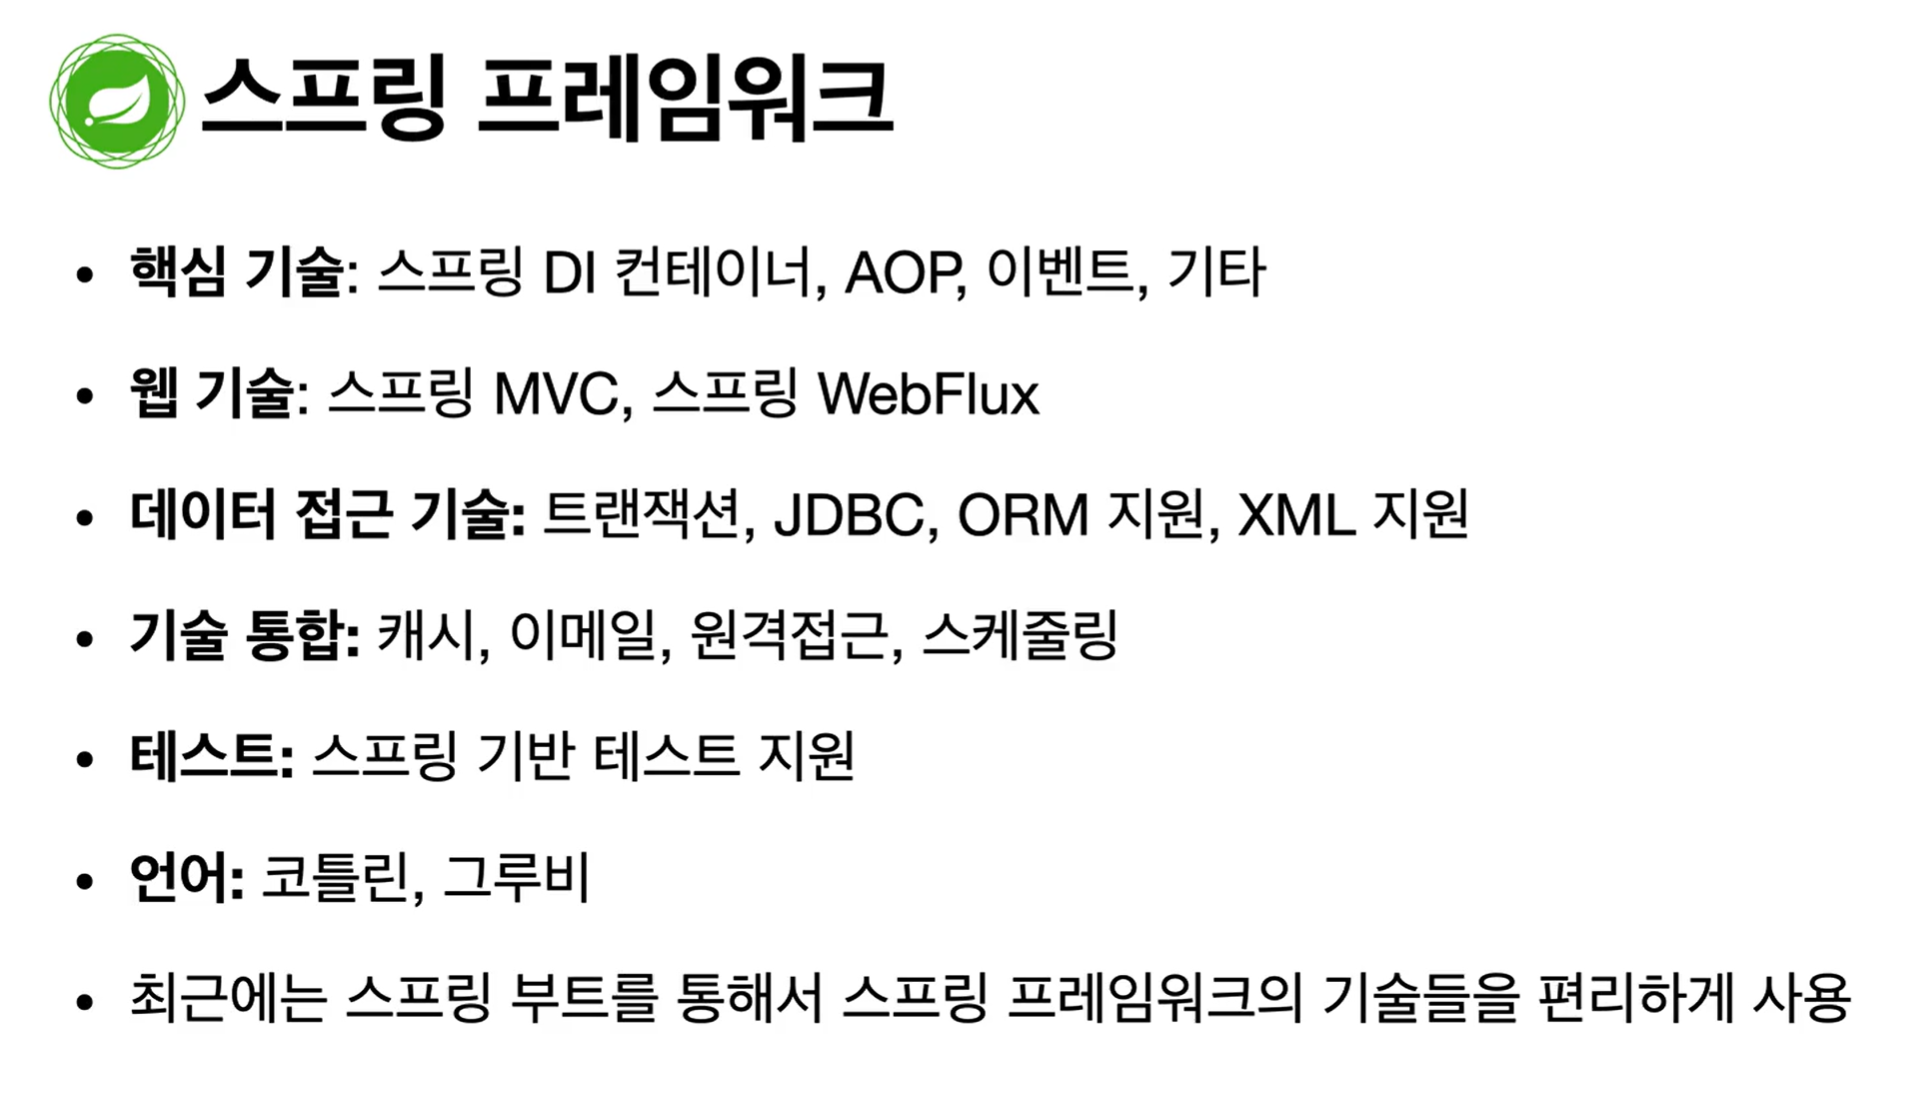 스프링 프레임워크
• 핵심 기술: 스프링 DI 컨테이너, AOP, 이벤트, 기타
• 웹 기술: 스프링 MVC, 스프링 WebFlux
• 데이터 접근 기술: 트랜잭션, JDBC, ORM 지원, XML 지원
• 기술 통합: 캐시, 이메일, 원격접근, 스케줄링
• 테스트: 스프링 기반 테스트 지원
• 언어: 코틀린, 그루비
• 최근에는 스프링 부트를 통해서 스프링 프레임워크의 기술들을 편리하게 사용